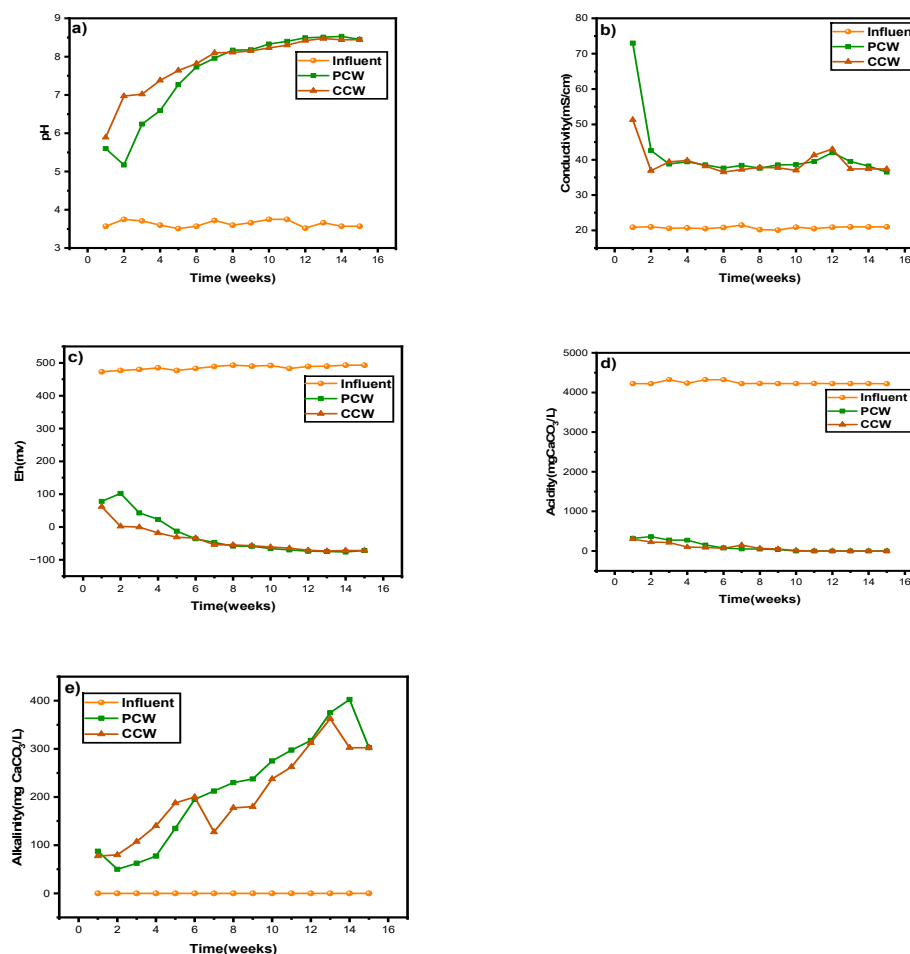 a)
9
8
7
6
5
4
3
pH
Influent
PCW
CCW
0 2 4 6 8 10 12 14 16
Time (weeks)
b)
80
70
60
50
40
30
20
Conductivity(mS/cm)
Influent
PCW
CCW
0 2 4 6 8 10 12 14 16
Time(weeks)
c)
500
400
300
200
100
0
−100
Eh(mv)
Influent
PCW
CCW
0 2 4 6 8 10 12 14 16
Time(weeks)
d)
5000
4000
3000
2000
1000
0
Acidity(mgCaCO₃/L)
Influent
PCW
CCW
0 2 4 6 8 10 12 14 16
Time(weeks)
e)
400
300
200
100
0
Alkalinity(mg CaCO₃/L)
Influent
PCW
CCW
0 2 4 6 8 10 12 14 16
Time(weeks)